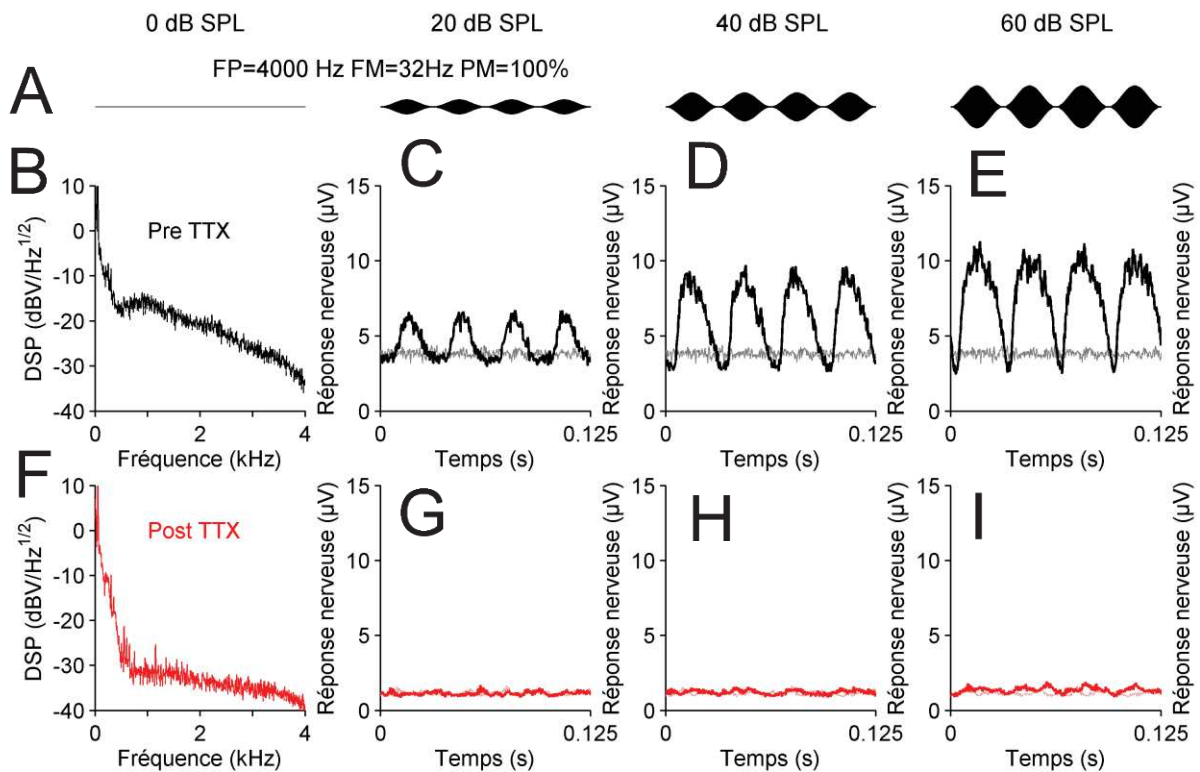 0 dB SPL 20 dB SPL 40 dB SPL 60 dB SPL
FP=4000 Hz FM=32Hz PM=100%
A
B C D E
DSP (dBV/Hz1/2)
10
0
-10
-20
-30
-40
Pre TTX
0 2 4
Fréquence (kHz)
Réponse nerveuse (µV)
15
10
5
0
0 0.125
Temps (s)
Réponse nerveuse (µV)
15
10
5
0
0 0.125
Temps (s)
Réponse nerveuse (µV)
15
10
5
0
0 0.125
Temps (s)
F G H I
DSP (dBV/Hz1/2)
10
0
-10
-20
-30
-40
Post TTX
0 2 4
Fréquence (kHz)
Réponse nerveuse (µV)
15
10
5
0
0 0.125
Temps (s)
Réponse nerveuse (µV)
15
10
5
0
0 0.125
Temps (s)
Réponse nerveuse (µV)
15
10
5
0
0 0.125
Temps (s)